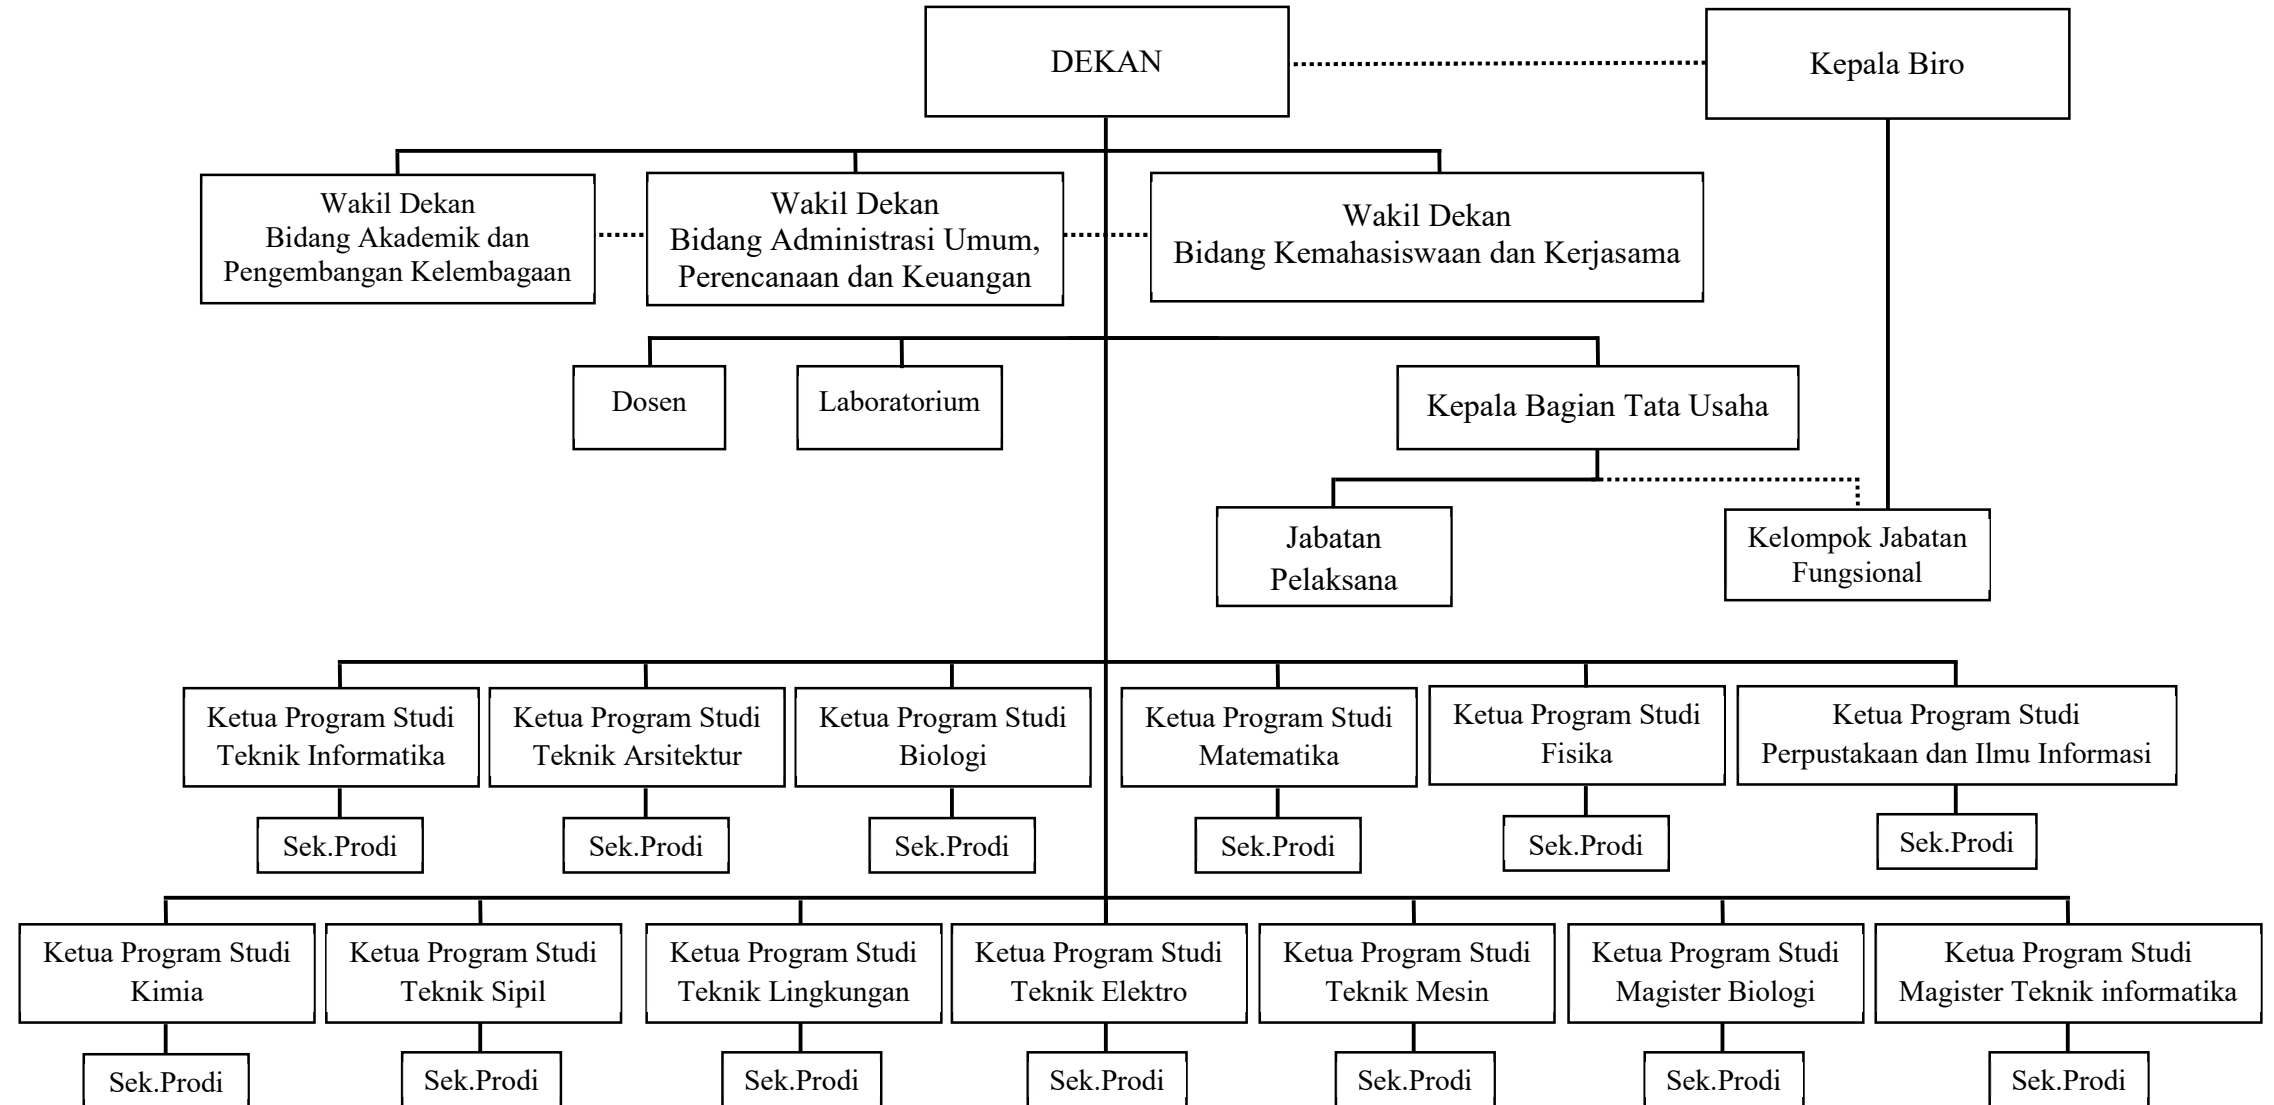 DEKAN
Kepala Biro
Wakil Dekan
Bidang Akademik dan
Pengembangan Kelembagaan
Wakil Dekan
Bidang Administrasi Umum,
Perencanaan dan Keuangan
Wakil Dekan
Bidang Kemahasiswaan dan Kerjasama
Dosen
Laboratorium
Kepala Bagian Tata Usaha
Jabatan
Pelaksana
Kelompok Jabatan
Fungsional
Ketua Program Studi
Teknik Informatika
Ketua Program Studi
Teknik Arsitektur
Ketua Program Studi
Biologi
Ketua Program Studi
Matematika
Ketua Program Studi
Fisika
Ketua Program Studi
Perpustakaan dan Ilmu Informasi
Sek.Prodi
Sek.Prodi
Sek.Prodi
Sek.Prodi
Sek.Prodi
Sek.Prodi
Ketua Program Studi
Kimia
Ketua Program Studi
Teknik Sipil
Ketua Program Studi
Teknik Lingkungan
Ketua Program Studi
Teknik Elektro
Ketua Program Studi
Teknik Mesin
Ketua Program Studi
Magister Biologi
Ketua Program Studi
Magister Teknik informatika
Sek.Prodi
Sek.Prodi
Sek.Prodi
Sek.Prodi
Sek.Prodi
Sek.Prodi
Sek.Prodi